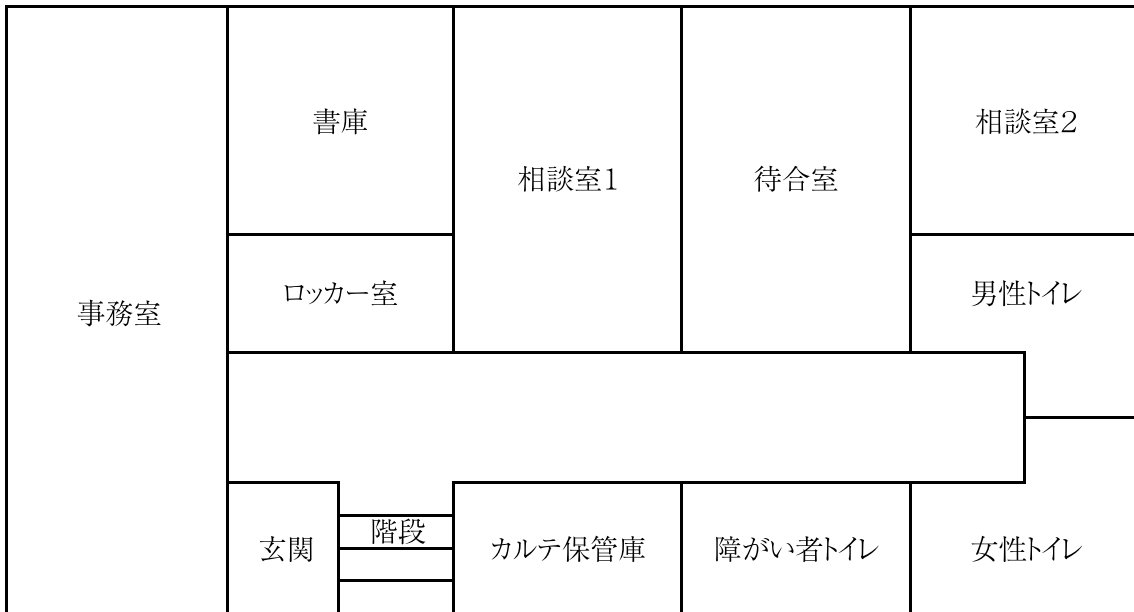 書庫
相談室2
相談室1
待合室
ロッカー室
男性トイレ
事務室
階段
玄関
カルテ保管庫
障がい者トイレ
女性トイレ